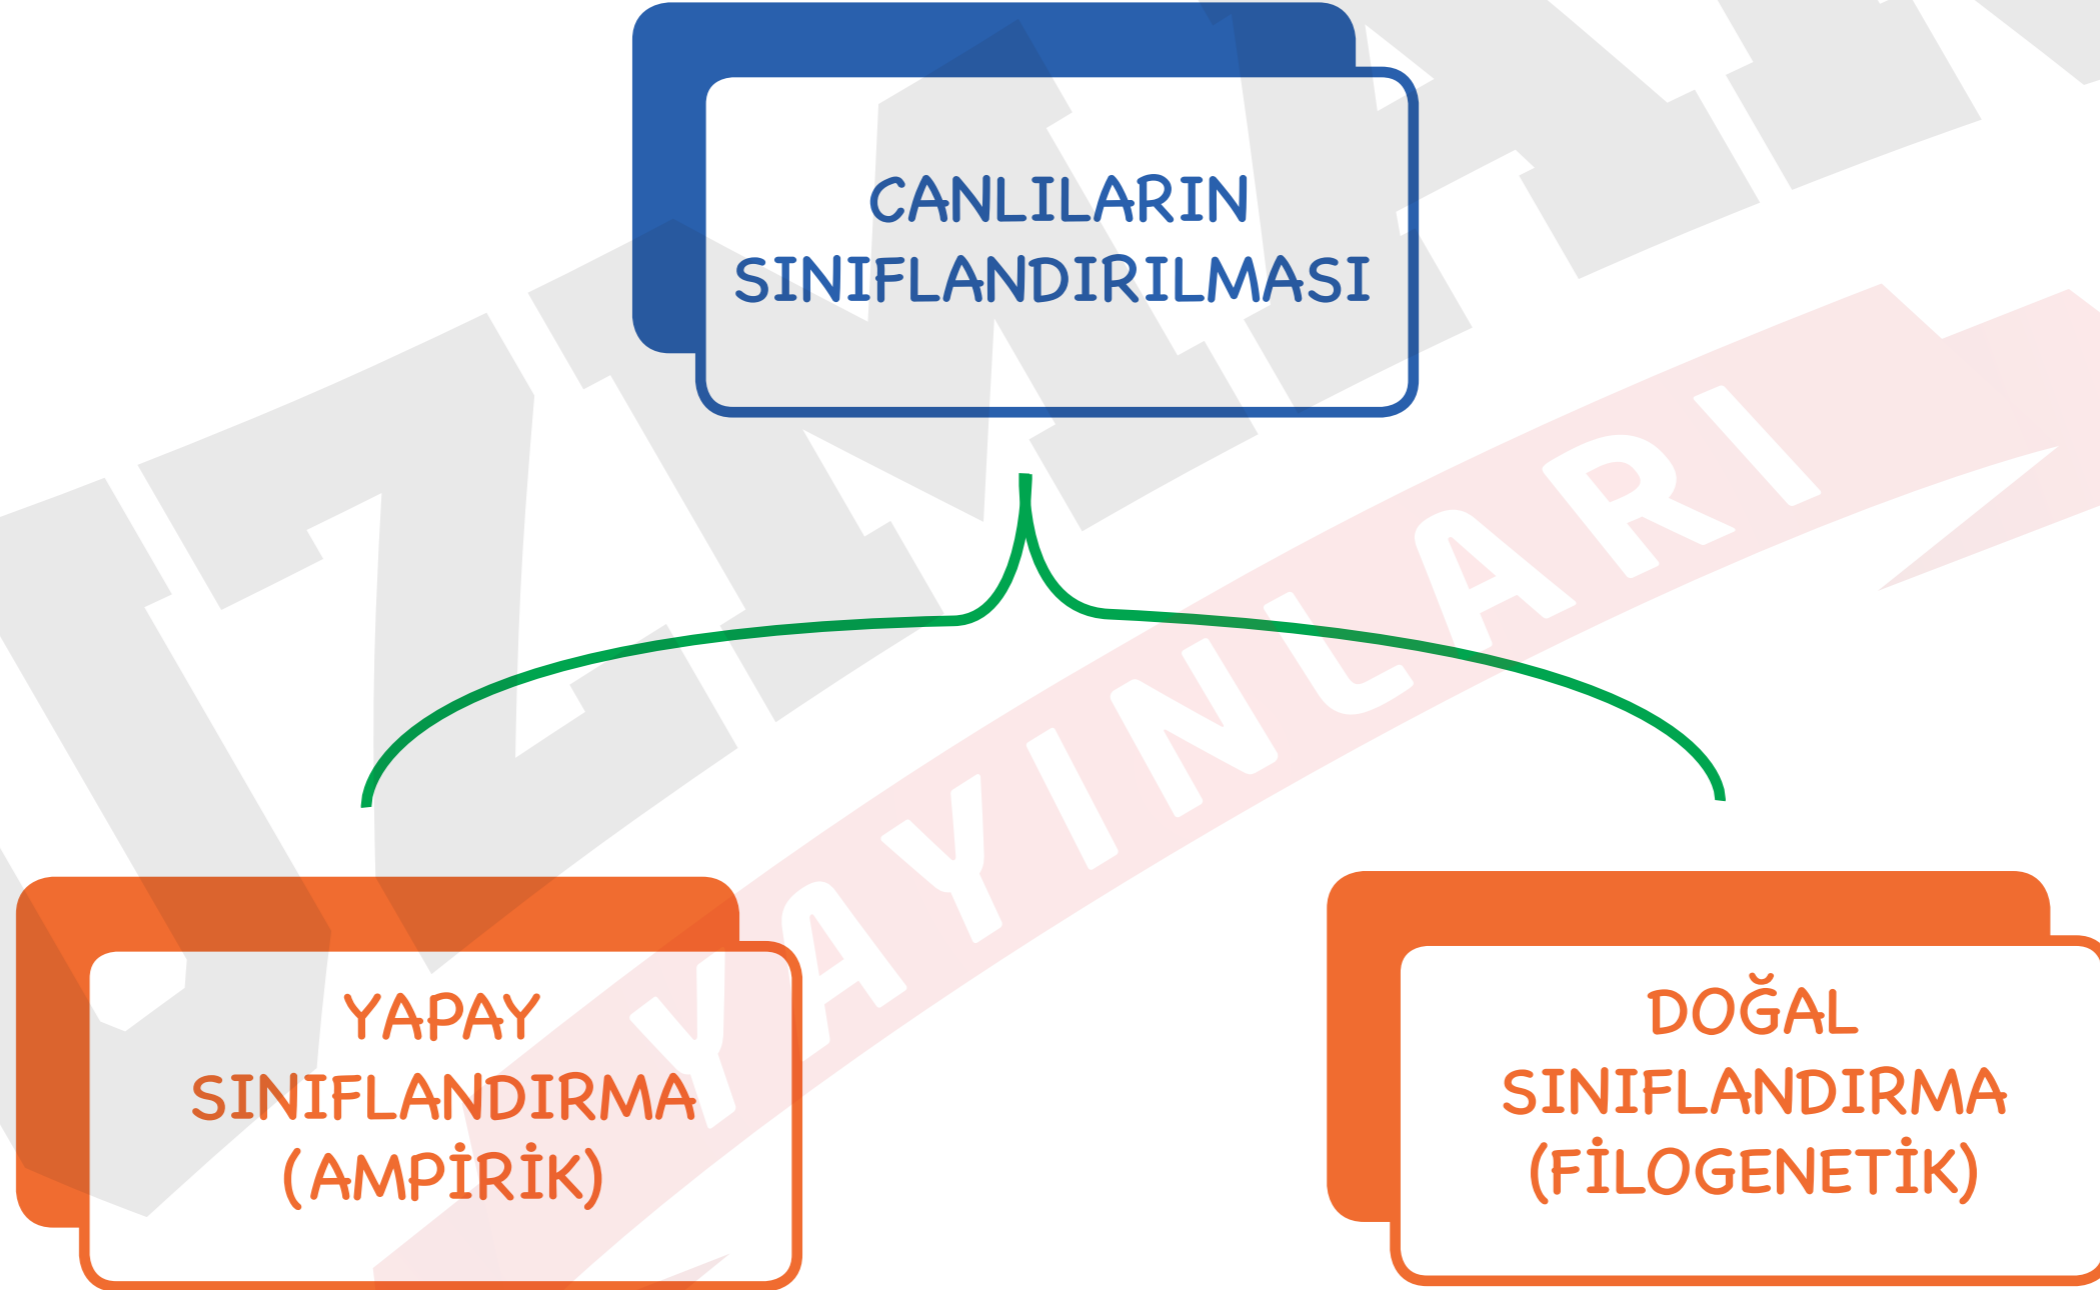 CANLILARIN
SINIFLANDIRILMASI
YAPAY
SINIFLANDIRMA
(AMPİRİK)
DOĞAL
SINIFLANDIRMA
(FİLOGENETİK)
YAYINLARI